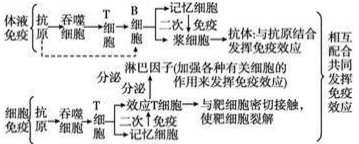 体液免疫 抗原 吞噬细胞 T细胞 B细胞 记忆细胞
二次 免疫
浆细胞 抗体:与抗原结合发挥免疫效应
淋巴因子(加强各种有关细胞的作用来发挥免疫效应)
分泌
分泌
细胞免疫 抗原 吞噬细胞 T细胞 效应T细胞 与靶细胞密切接触,使靶细胞裂解
二次 免疫
记忆细胞
相互配合共同发挥免疫效应